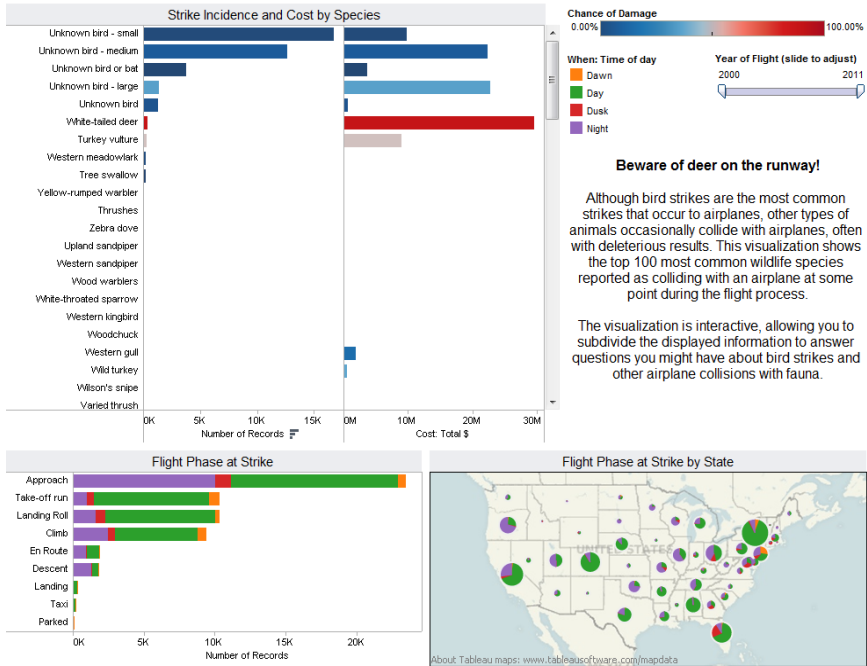 Strike Incidence and Cost by Species
Unknown bird - small
Unknown bird - medium
Unknown bird or bat
Unknown bird - large
Unknown bird
White-tailed deer
Turkey vulture
Western meadowlark
Tree swallow
Yellow-rumped warbler
Thrushes
Zebra dove
Upland sandpiper
Western sandpiper
Wood warblers
White-throated sparrow
Western kingbird
Woodchuck
Western gull
Wild turkey
Wilson's snipe
Varied thrush
0K 5K 10K 15K 0M 10M 20M 30M
Number of Records Cost: Total $
Chance of Damage
0.00% 100.00%
When: Time of day
Dawn
Day
Dusk
Night
Year of Flight (slide to adjust)
2000 2011
Beware of deer on the runway!
Although bird strikes are the most common
strikes that occur to airplanes, other types of
animals occasionally collide with airplanes, often
with deleterious results. This visualization shows
the top 100 most common wildlife species
reported as colliding with an airplane at some
point during the flight process.
The visualization is interactive, allowing you to
subdivide the displayed information to answer
questions you might have about bird strikes and
other airplane collisions with fauna.
Flight Phase at Strike
Approach
Take-off run
Landing Roll
Climb
En Route
Descent
Landing
Taxi
Parked
0K 5K 10K 15K 20K
Number of Records
Flight Phase at Strike by State
UNITED STATES
About Tableau maps: www.tableausoftware.com/mapdata